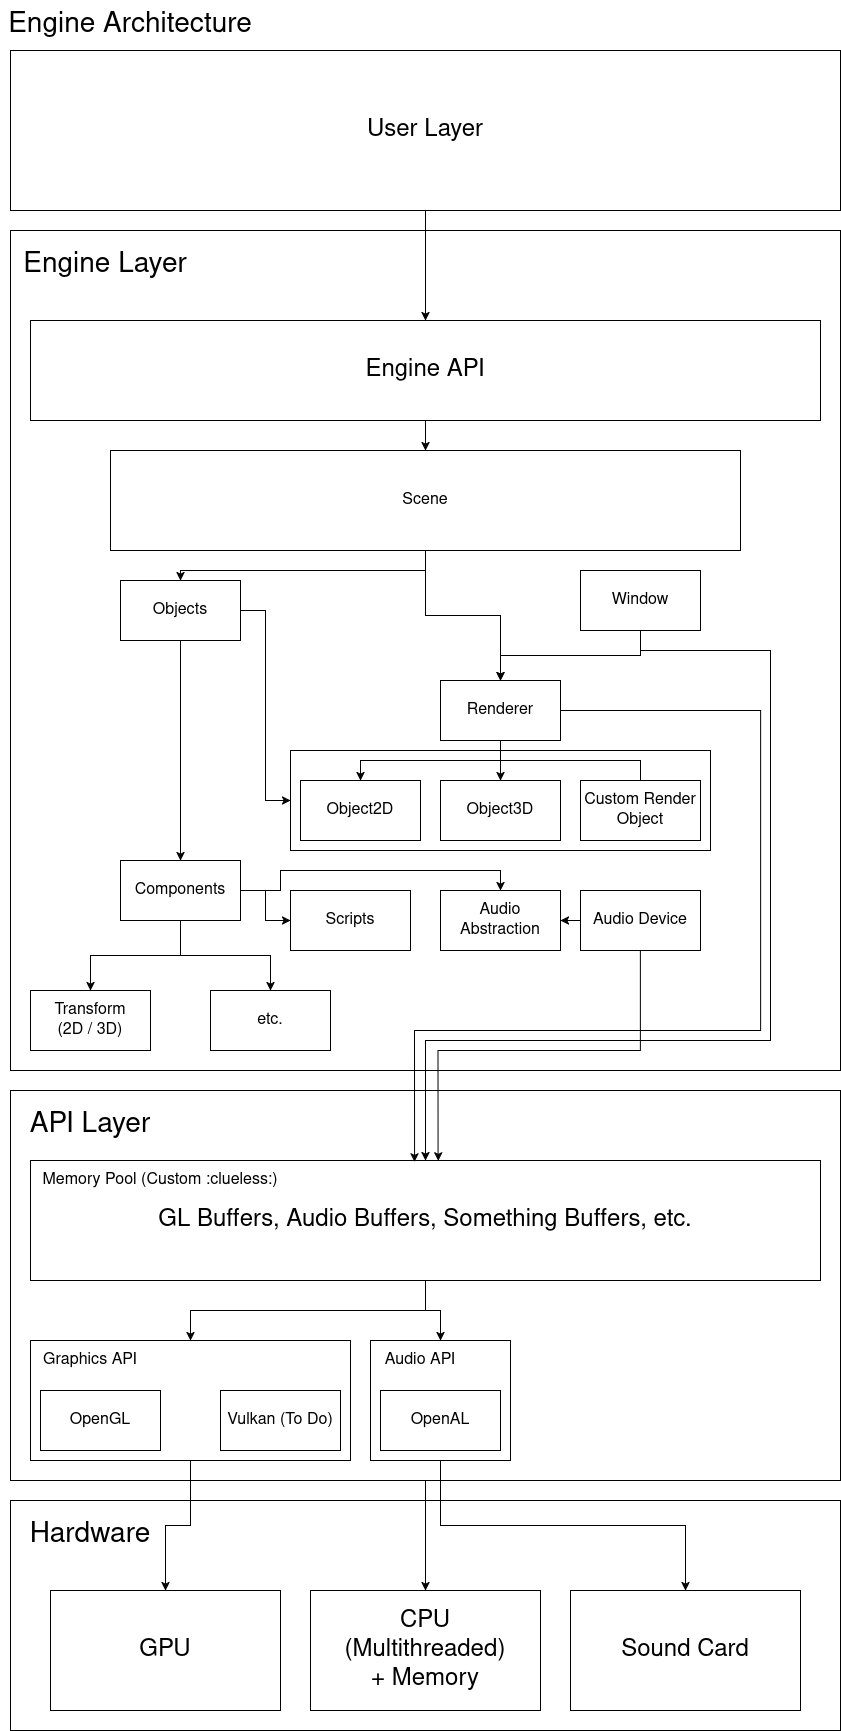 Engine Architecture
User Layer
Engine Layer
Engine API
Scene
Objects
Window
Renderer
Object2D
Object3D
Custom Render
Object
Components
Scripts
Audio
Abstraction
Audio Device
Transform
(2D / 3D)
etc.
API Layer
Memory Pool (Custom :clueless:)
GL Buffers, Audio Buffers, Something Buffers, etc.
Graphics API
Audio API
OpenGL
Vulkan (To Do)
OpenAL
Hardware
GPU
CPU
(Multithreaded)
+ Memory
Sound Card